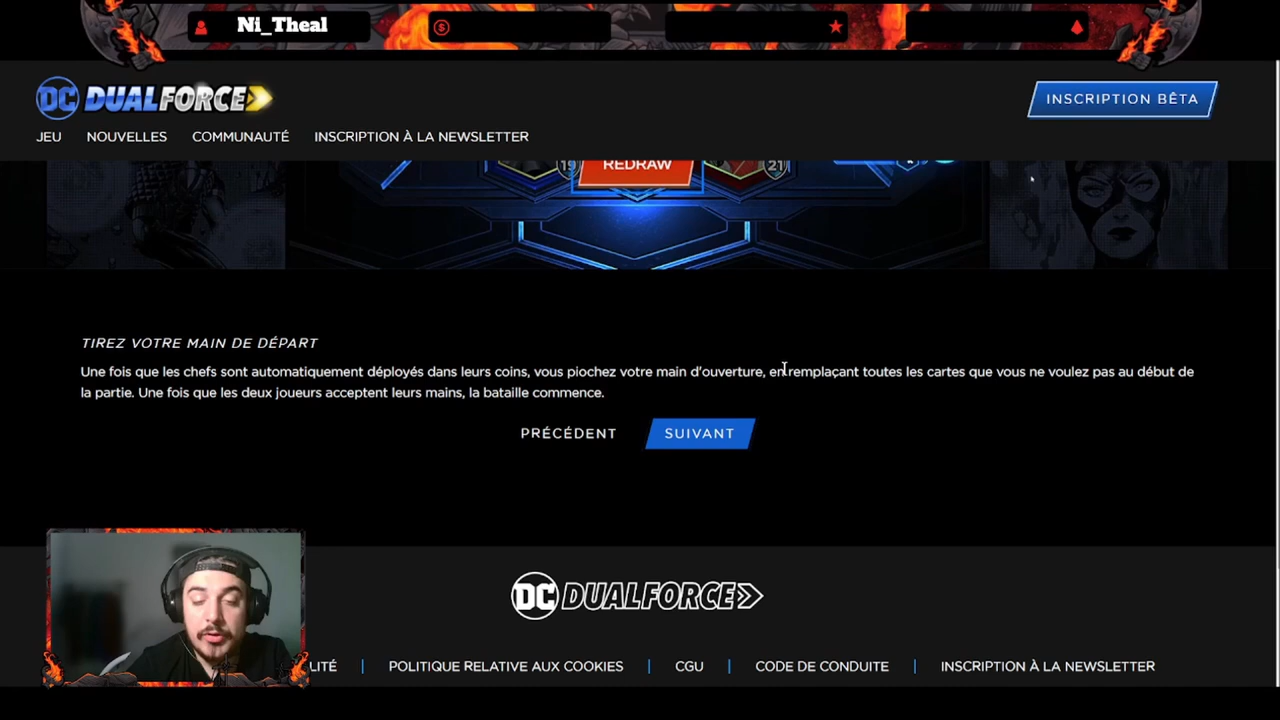 Ni_Theal
DC DUALFORCE
INSCRIPTION BÊTA
JEU NOUVELLES COMMUNAUTÉ INSCRIPTION À LA NEWSLETTER
19 REDRAW 21
TIREZ VOTRE MAIN DE DÉPART
Une fois que les chefs sont automatiquement déployés dans leurs coins, vous piochez votre main d'ouverture, en remplaçant toutes les cartes que vous ne voulez pas au début de
la partie. Une fois que les deux joueurs acceptent leurs mains, la bataille commence.
PRÉCÉDENT SUIVANT
DC DUALFORCE
LITÉ | POLITIQUE RELATIVE AUX COOKIES | CGU | CODE DE CONDUITE | INSCRIPTION À LA NEWSLETTER